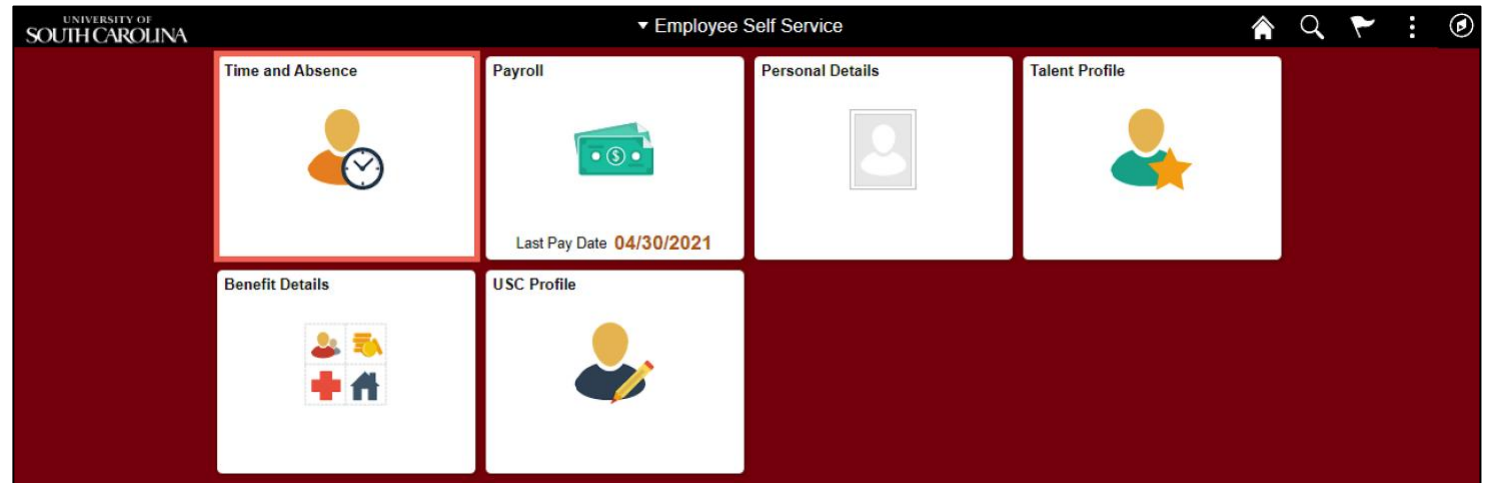 UNIVERSITY OF
SOUTH CAROLINA
Employee Self Service
Time and Absence
Payroll
Last Pay Date 04/30/2021
Personal Details
Talent Profile
Benefit Details
USC Profile